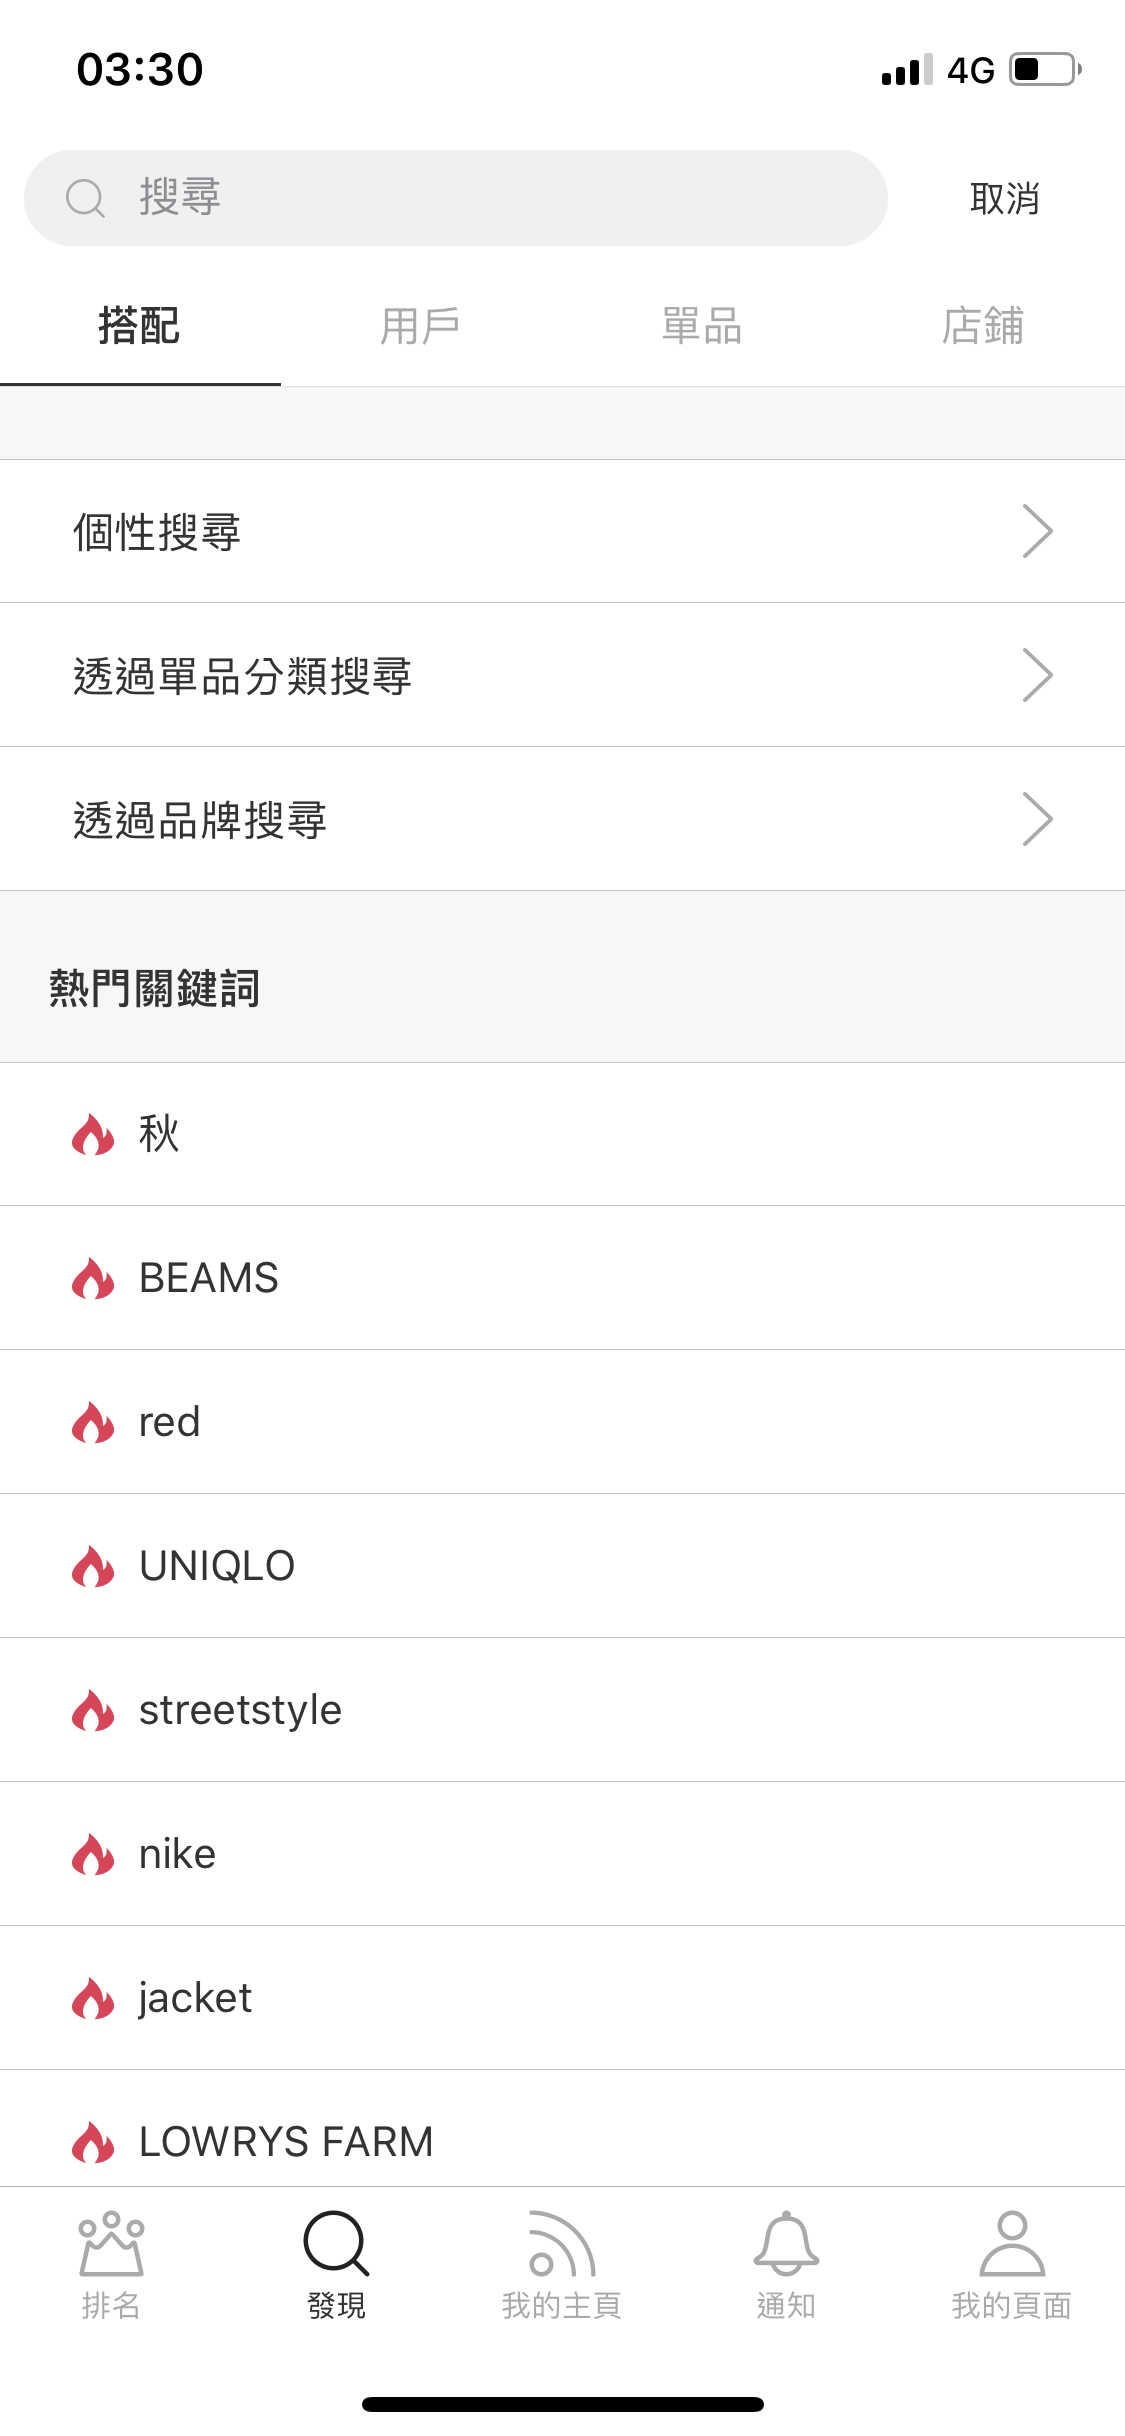 03:30
4G
搜尋
取消
搭配
用戶
單品
店鋪
個性搜尋
透過單品分類搜尋
透過品牌搜尋
熱門關鍵詞
秋
BEAMS
red
UNIQLO
streetstyle
nike
jacket
LOWRYS FARM
排名
發現
我的主頁
通知
我的頁面